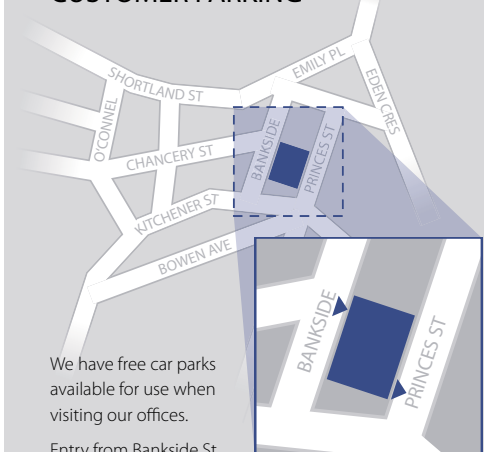 CUSTOMER PARKING
EMILY PL
SHORTLAND ST
EDEN CRES
O'CONNEL
BANKSIDE
PRINCES ST
CHANCERY ST
KITCHENER ST
BOWEN AVE
BANKSIDE
PRINCES ST
We have free car parks
available for use when
visiting our offices.
Entry from Bankside St